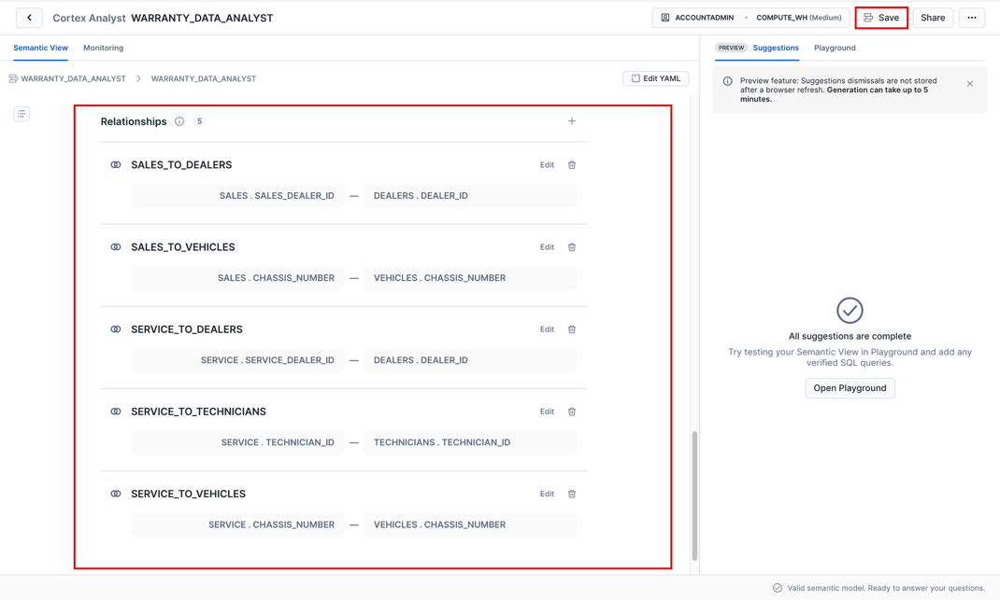 Cortex Analyst WARRANTY_DATA_ANALYST
ACCOUNTADMIN • COMPUTE_WH (Medium)
Save
Share
Semantic View
Monitoring
PREVIEW Suggestions
Playground
WARRANTY_DATA_ANALYST > WARRANTY_DATA_ANALYST
Edit YAML
Preview feature: Suggestions dismissals are not stored
after a browser refresh. Generation can take up to 5
minutes.
Relationships 5
SALES_TO_DEALERS
Edit
SALES . SALES_DEALER_ID — DEALERS . DEALER_ID
SALES_TO_VEHICLES
Edit
SALES . CHASSIS_NUMBER — VEHICLES . CHASSIS_NUMBER
SERVICE_TO_DEALERS
Edit
SERVICE . SERVICE_DEALER_ID — DEALERS . DEALER_ID
SERVICE_TO_TECHNICIANS
Edit
SERVICE . TECHNICIAN_ID — TECHNICIANS . TECHNICIAN_ID
SERVICE_TO_VEHICLES
Edit
SERVICE . CHASSIS_NUMBER — VEHICLES . CHASSIS_NUMBER
All suggestions are complete
Try testing your Semantic View in Playground and add any
verified SQL queries.
Open Playground
Valid semantic model. Ready to answer your questions.